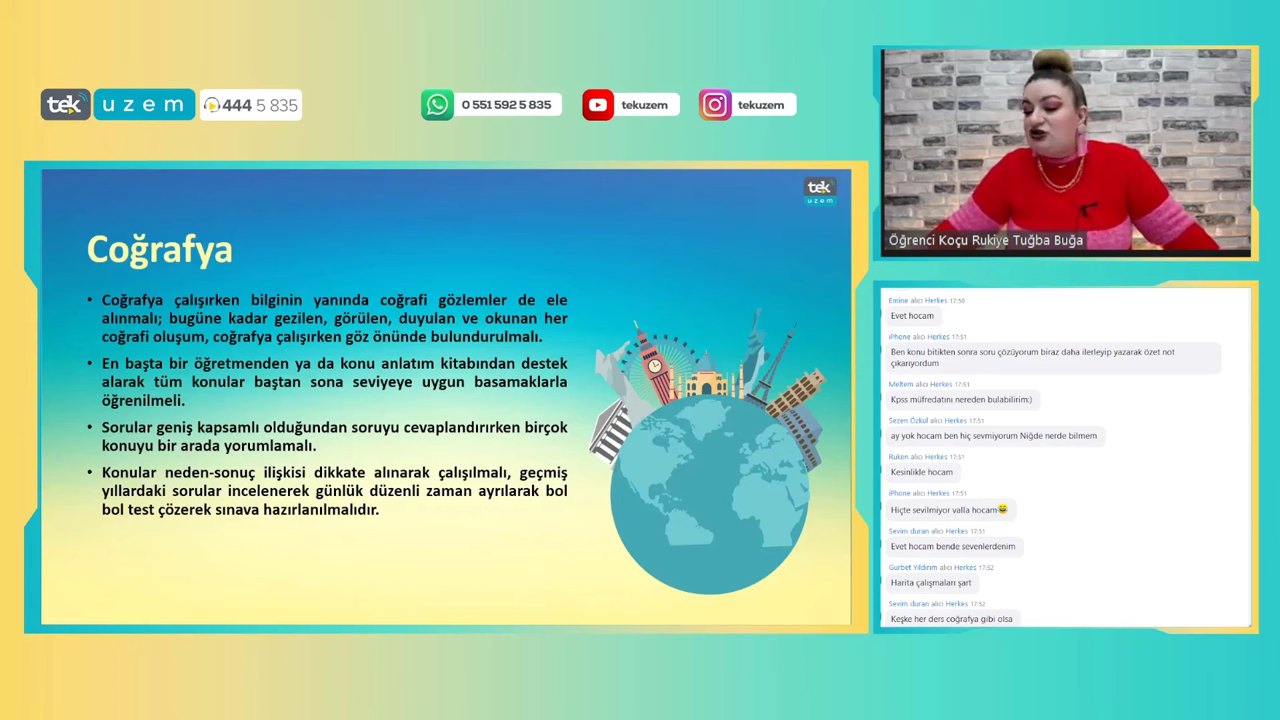 tek uzem 444 5 835
0 551 592 5 835
tekuzem
tekuzem
tek
uzem
Coğrafya
• Coğrafya çalışırken bilginin yanında coğrafi gözlemler de ele
alınmalı; bugüne kadar gezilen, görülen, duyulan ve okunan her
coğrafi oluşum, coğrafya çalışırken göz önünde bulundurulmalı.
• En başta bir öğretmenden ya da konu anlatım kitabından destek
alarak tüm konular baştan sona seviyeye uygun basamaklarla
öğrenilmeli.
• Sorular geniş kapsamlı olduğundan soruyu cevaplandırırken birçok
konuyu bir arada yorumlamalı.
• Konular neden-sonuç ilişkisi dikkate alınarak çalışılmalı, geçmiş
yıllardaki sorular incelenerek günlük düzenli zaman ayrılarak bol
bol test çözerek sınava hazırlanılmalıdır.
Öğrenci Koçu Rukiye Tuğba Buğa
Emine alıcı Herkes 17:50
Evet hocam
iPhone alıcı Herkes 17:51
Ben konu bitikten sonra soru çözüyorum biraz daha ilerleyip yazarak özet not
çıkarıyordum
Meltem alıcı Herkes 17:51
Kpss müfredatını nereden bulabilirim:)
Sezen Özkul alıcı Herkes 17:51
ay yok hocam ben hiç sevmiyorum Niğde nerde bilmem
Ruken alıcı Herkes 17:51
Kesinlikle hocam
iPhone alıcı Herkes 17:51
Hiçte sevilmiyor valla hocam😂
Sevim duran alıcı Herkes 17:51
Evet hocam bende sevenlerdenim
Gurbet Yıldırım alıcı Herkes 17:52
Harita çalışmaları şart
Sevim duran alıcı Herkes 17:52
Keşke her ders coğrafya gibi olsa